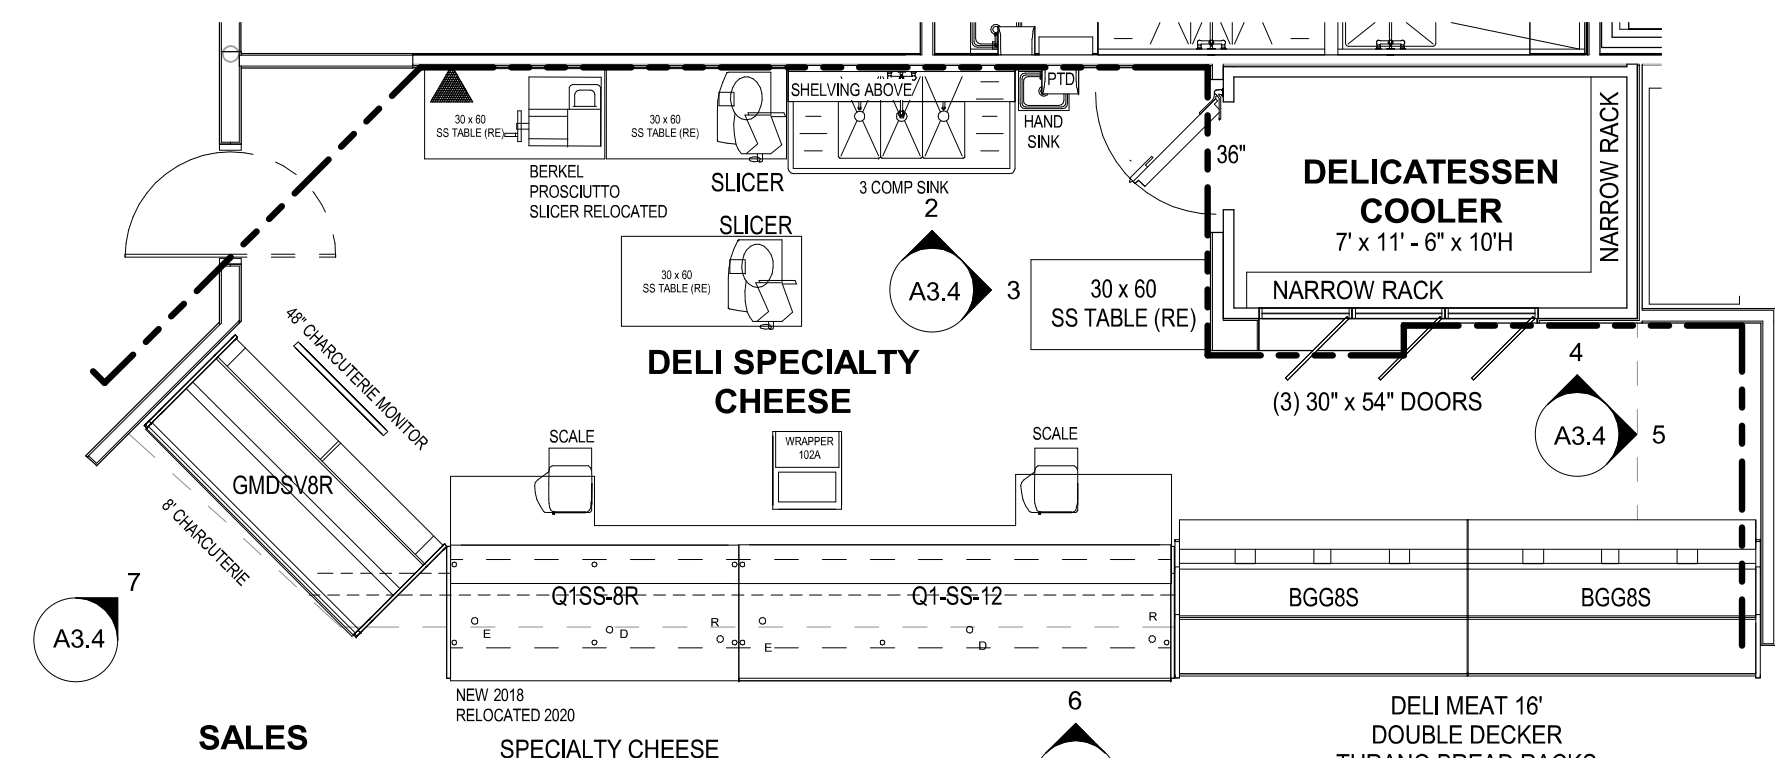 SHELVING ABOVE
PTD
30 x 60
SS TABLE (RE)
30 x 60
SS TABLE (RE)
HAND
SINK
36"
NARROW RACK
BERKEL
PROSCIUTTO
SLICER RELOCATED
SLICER
3 COMP SINK
DELICATESSEN
COOLER
7' x 11' - 6" x 10'H
2
SLICER
30 x 60
SS TABLE (RE)
A3.4
3
30 x 60
SS TABLE (RE)
NARROW RACK
48" CHARCUTERIE MONITOR
DELI SPECIALTY
CHEESE
4
(3) 30" x 54" DOORS
A3.4
5
SCALE
WRAPPER
102A
SCALE
GMDSV8R
8' CHARCUTERIE
7
A3.4
Q1SS-8R
Q1-SS-12
BGG8S
BGG8S
E
D
R
E
D
R
NEW 2018
RELOCATED 2020
6
SALES
SPECIALTY CHEESE
DELI MEAT 16'
DOUBLE DECKER
TURANO BREAD RACKS